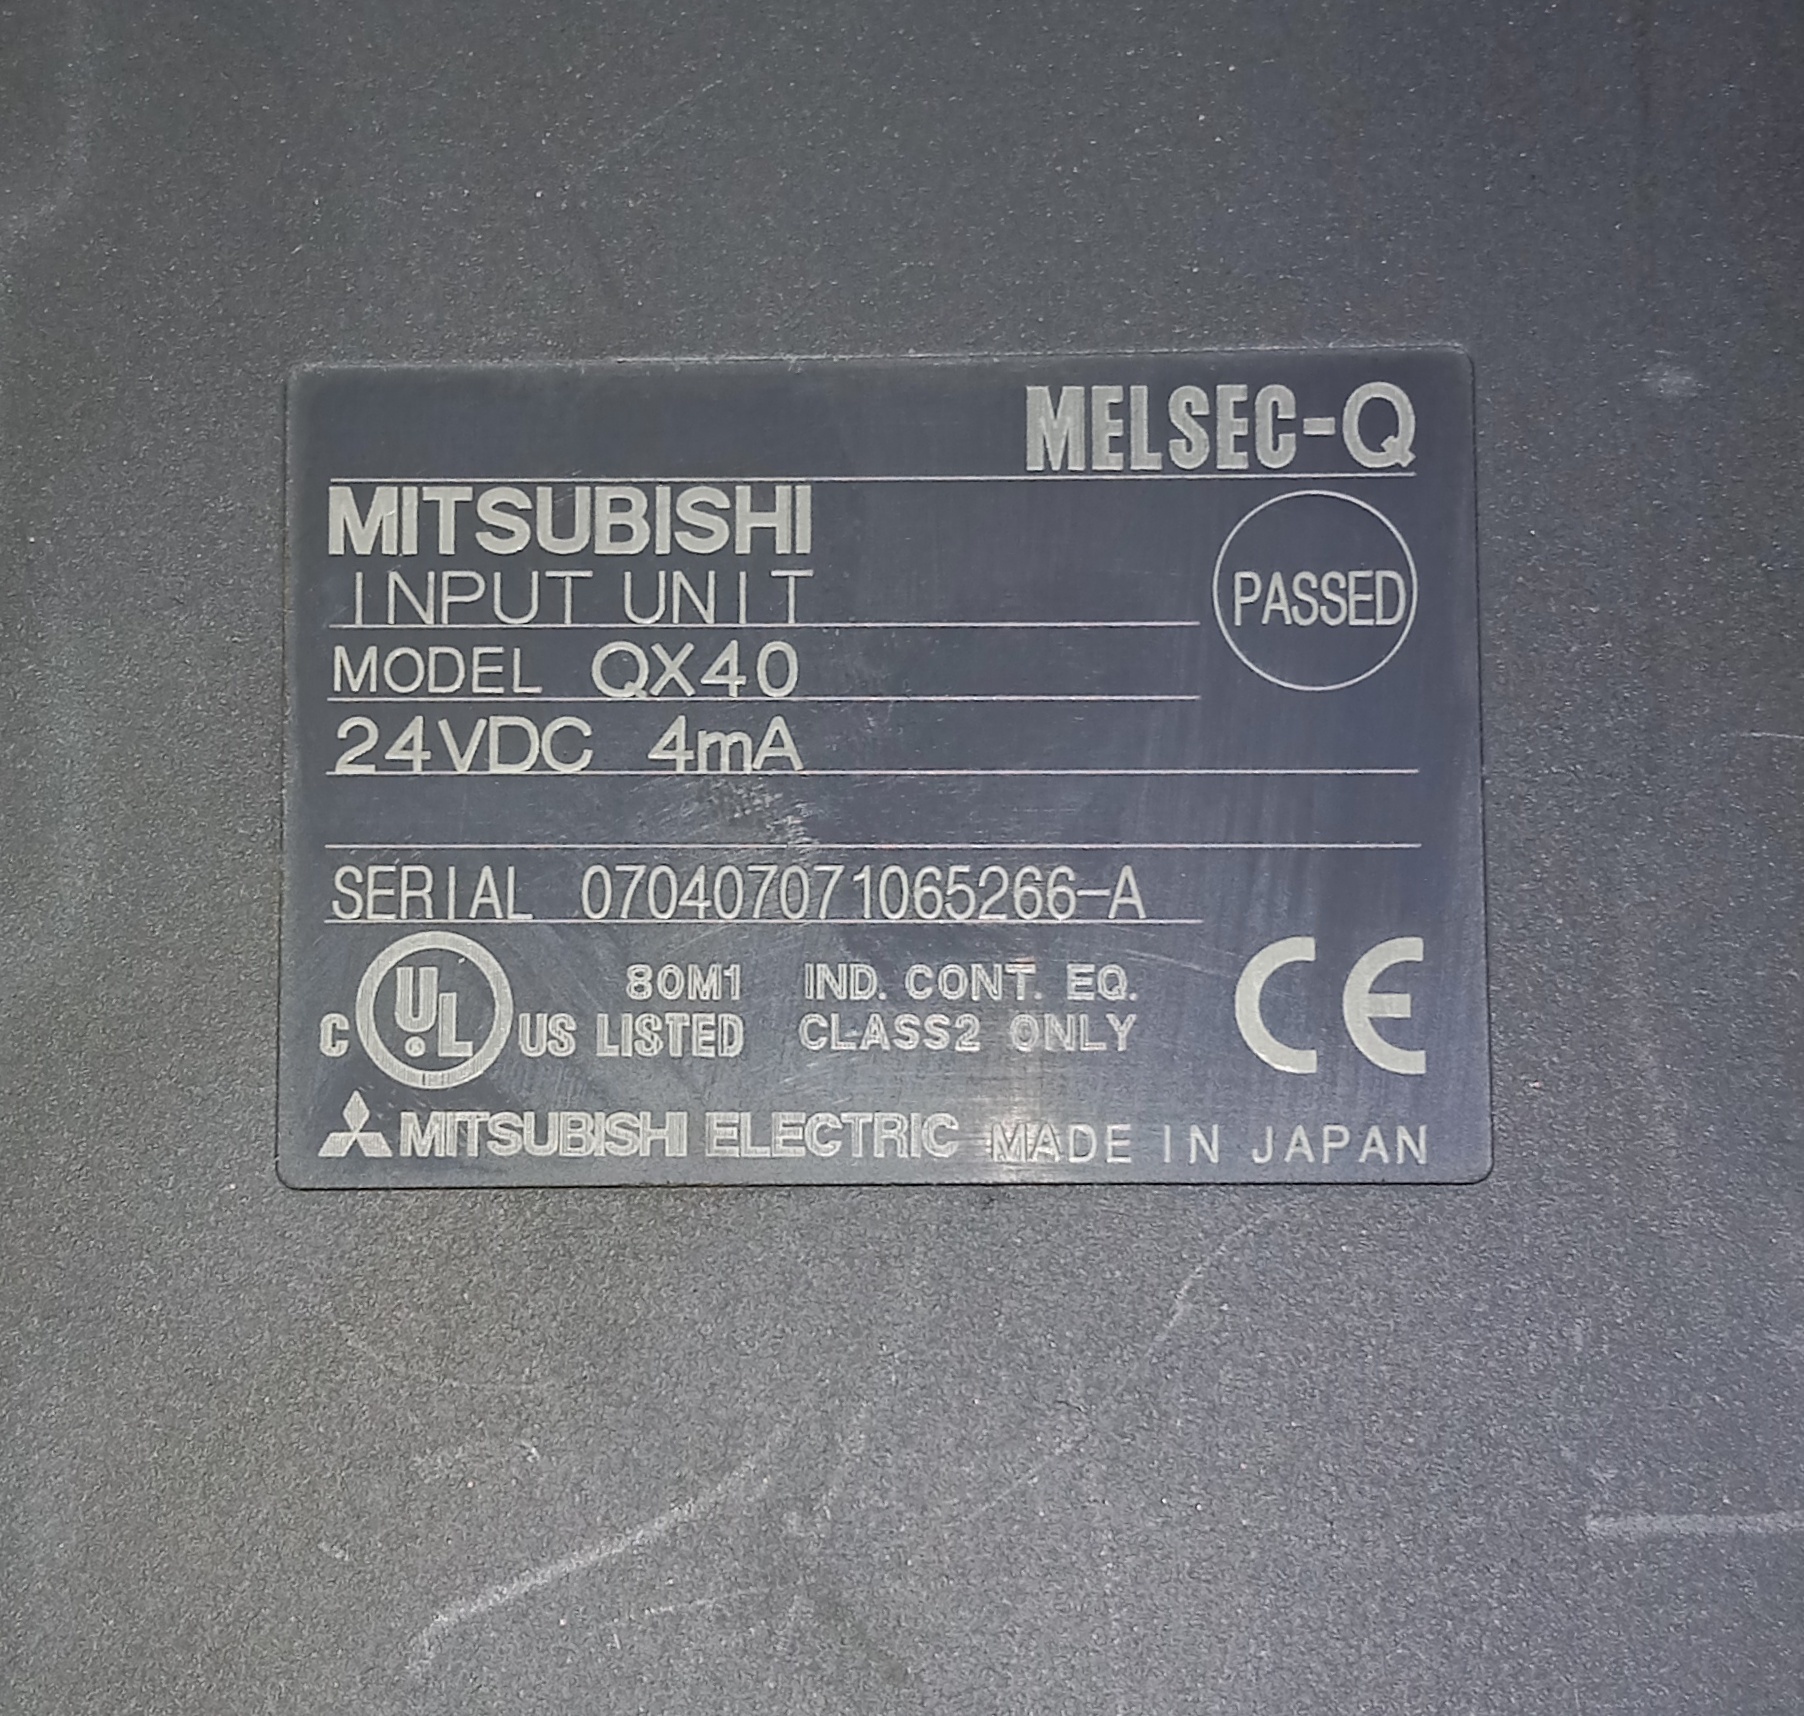 MELSEC-Q
MITSUBISHI
INPUT UNIT
PASSED
MODEL QX40
24VDC 4mA
SERIAL 070407071065266-A
C UL US LISTED
80M1 IND. CONT. EQ.
CLASS2 ONLY
CE
MITSUBISHI ELECTRIC MADE IN JAPAN